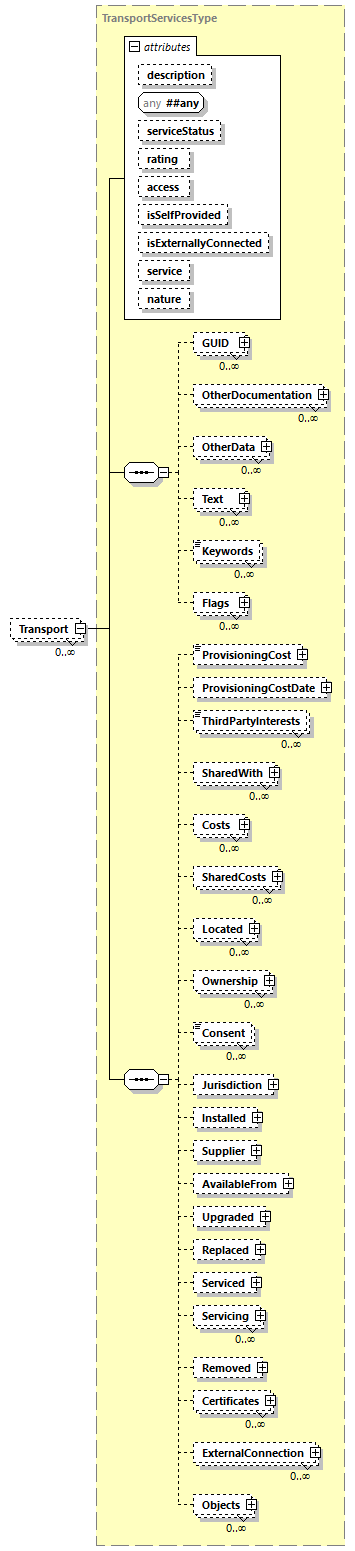 TransportServicesType
attributes
description
any ##any
serviceStatus
rating
access
isSelfProvided
isExternallyConnected
service
nature
GUID
0..∞
OtherDocumentation
0..∞
OtherData
0..∞
Text
0..∞
Keywords
0..∞
Flags
0..∞
Transport
0..∞
ProvisioningCost
ProvisioningCostDate
ThirdPartyInterests
0..∞
SharedWith
0..∞
Costs
0..∞
SharedCosts
0..∞
Located
0..∞
Ownership
0..∞
Consent
0..∞
Jurisdiction
Installed
Supplier
AvailableFrom
Upgraded
Replaced
Serviced
Servicing
0..∞
Removed
Certificates
0..∞
ExternalConnection
0..∞
Objects
0..∞